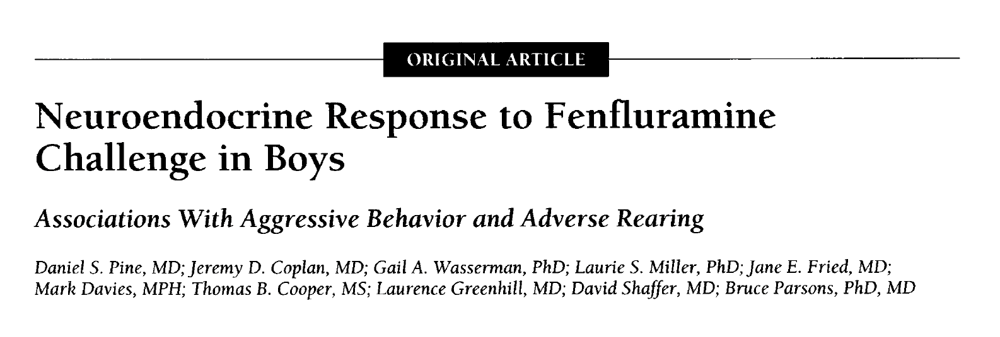 ORIGINAL ARTICLE
Neuroendocrine Response to Fenfluramine
Challenge in Boys
Associations With Aggressive Behavior and Adverse Rearing
Daniel S. Pine, MD; Jeremy D. Coplan, MD; Gail A. Wasserman, PhD; Laurie S. Miller, PhD; Jane E. Fried, MD;
Mark Davies, MPH; Thomas B. Cooper, MS; Laurence Greenhill, MD; David Shaffer, MD; Bruce Parsons, PhD, MD